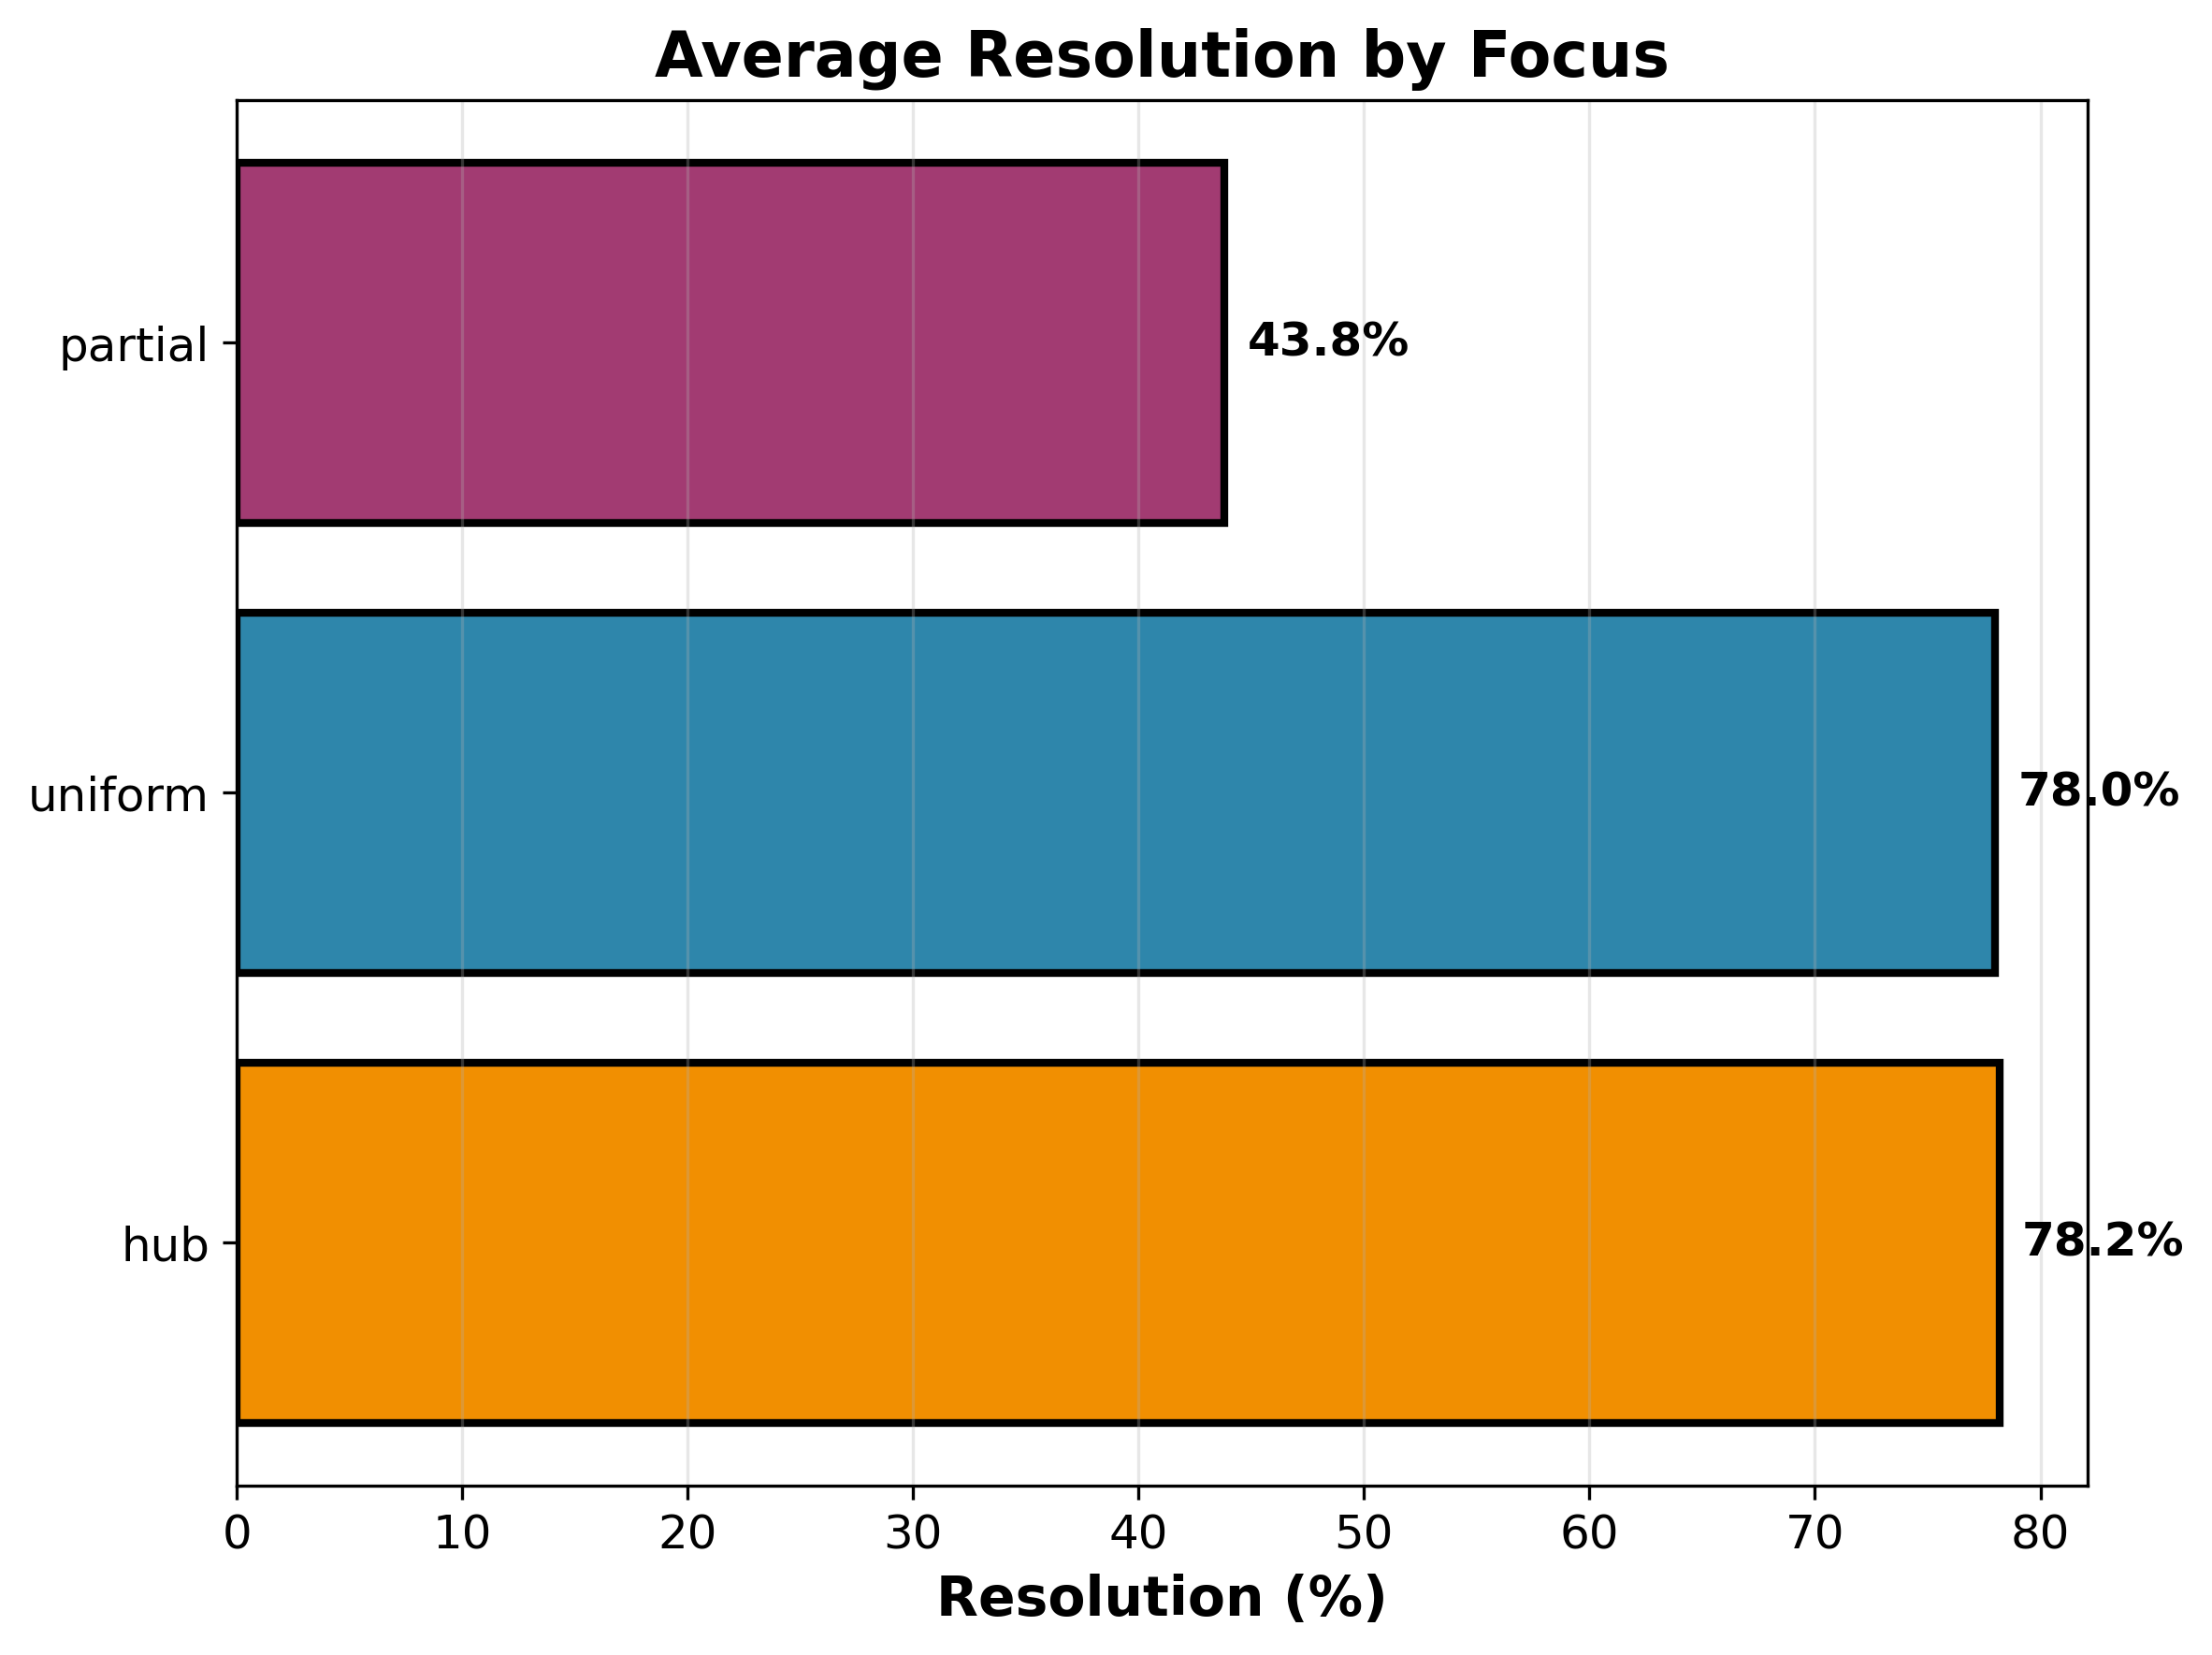 Average Resolution by Focus
partial
43.8%
uniform
78.0%
hub
78.2%
0 10 20 30 40 50 60 70 80
Resolution (%)